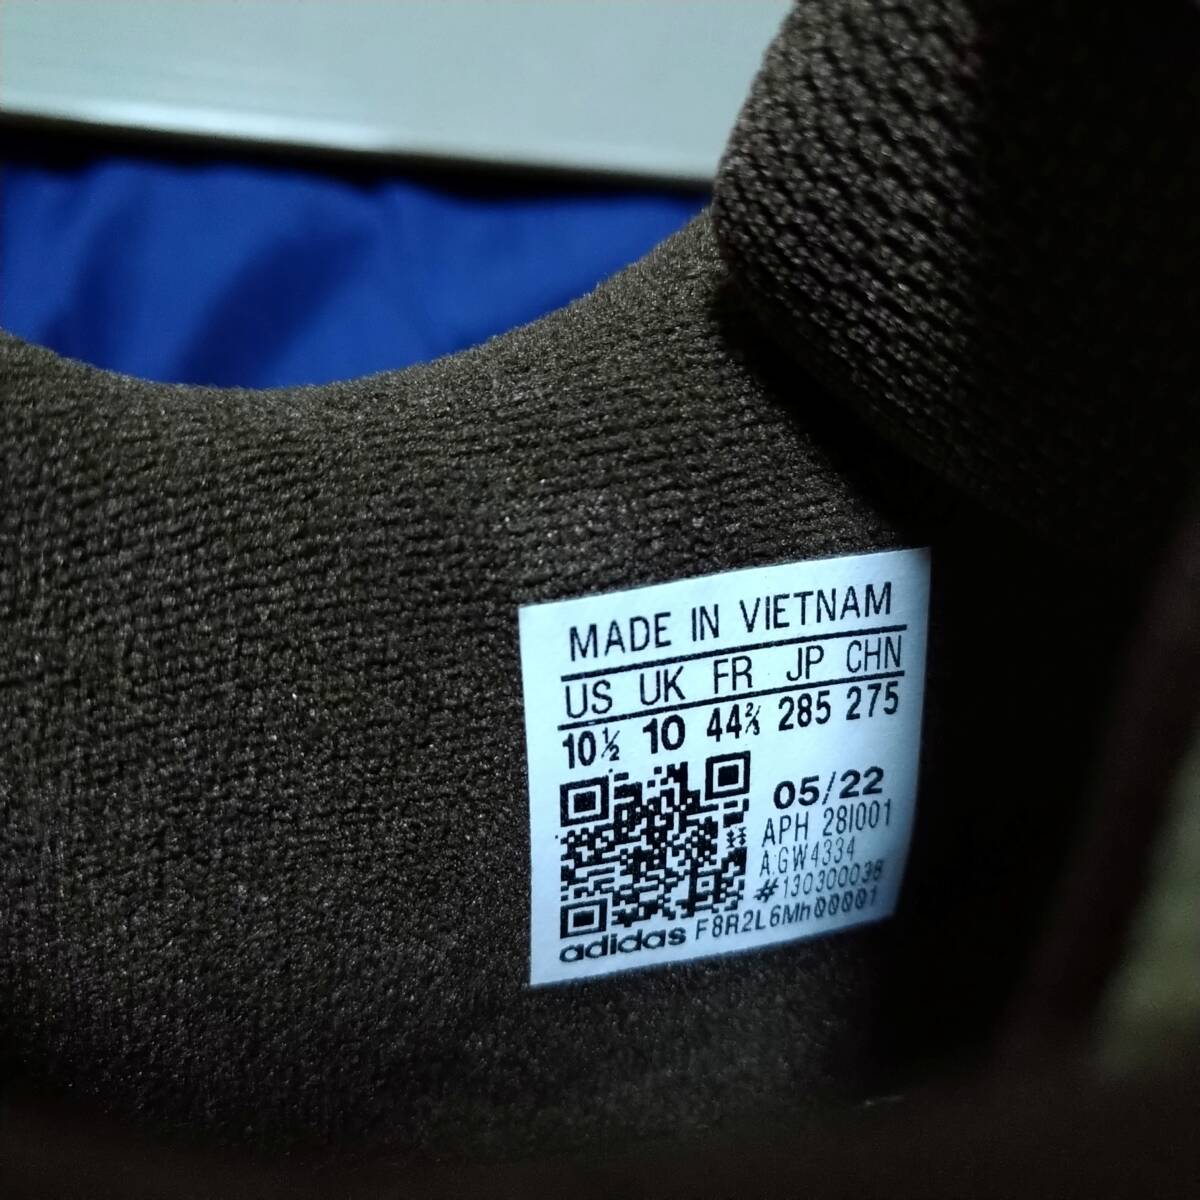 MADE IN VIETNAM
US UK FR JP CHN
10½ 10 44⅔ 285 275
05/22
APH 28I001
A:GW4334
#130300038
adidas F8R2L6Mh00001